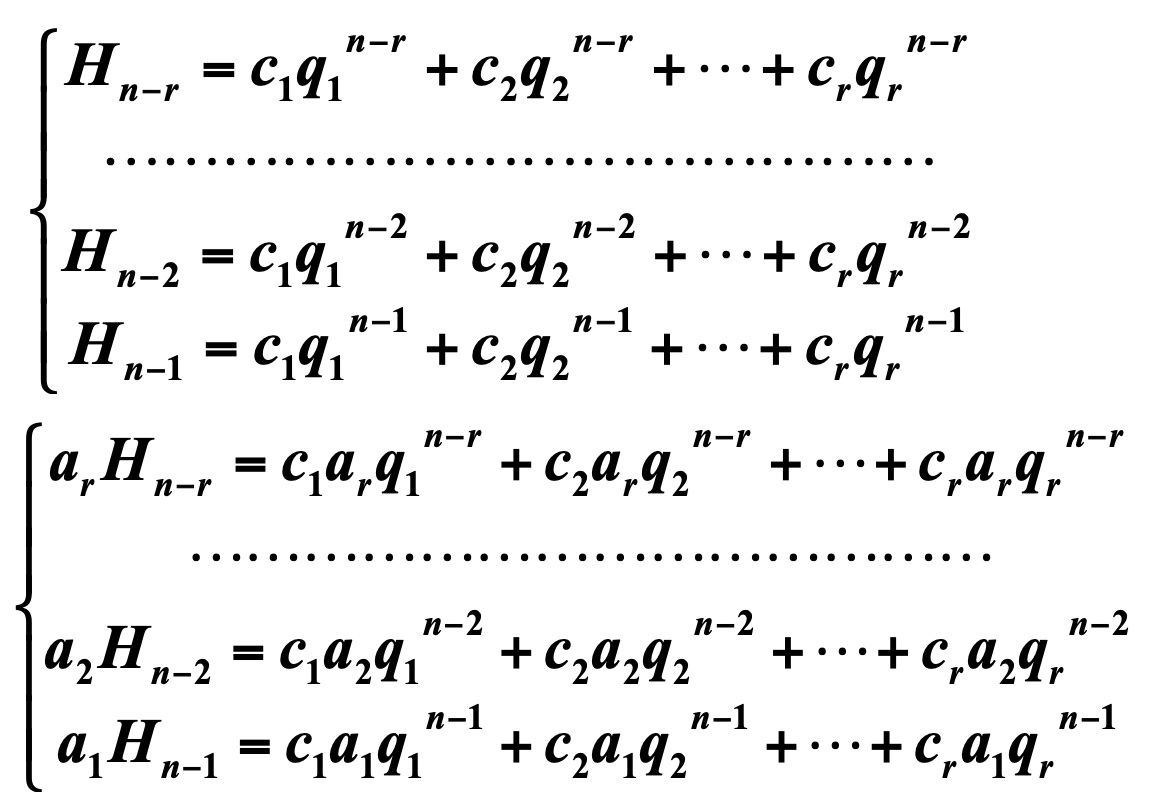 H_{n-r} = c_1q_1^{n-r} + c_2q_2^{n-r} + ⋯ + c_rq_r^{n-r}
⋯⋯⋯⋯⋯⋯⋯⋯⋯⋯⋯⋯⋯⋯
H_{n-2} = c_1q_1^{n-2} + c_2q_2^{n-2} + ⋯ + c_rq_r^{n-2}
H_{n-1} = c_1q_1^{n-1} + c_2q_2^{n-1} + ⋯ + c_rq_r^{n-1}
a_rH_{n-r} = c_1a_rq_1^{n-r} + c_2a_rq_2^{n-r} + ⋯ + c_ra_rq_r^{n-r}
⋯⋯⋯⋯⋯⋯⋯⋯⋯⋯⋯⋯⋯⋯
a_2H_{n-2} = c_1a_2q_1^{n-2} + c_2a_2q_2^{n-2} + ⋯ + c_ra_2q_r^{n-2}
a_1H_{n-1} = c_1a_1q_1^{n-1} + c_2a_1q_2^{n-1} + ⋯ + c_ra_1q_r^{n-1}